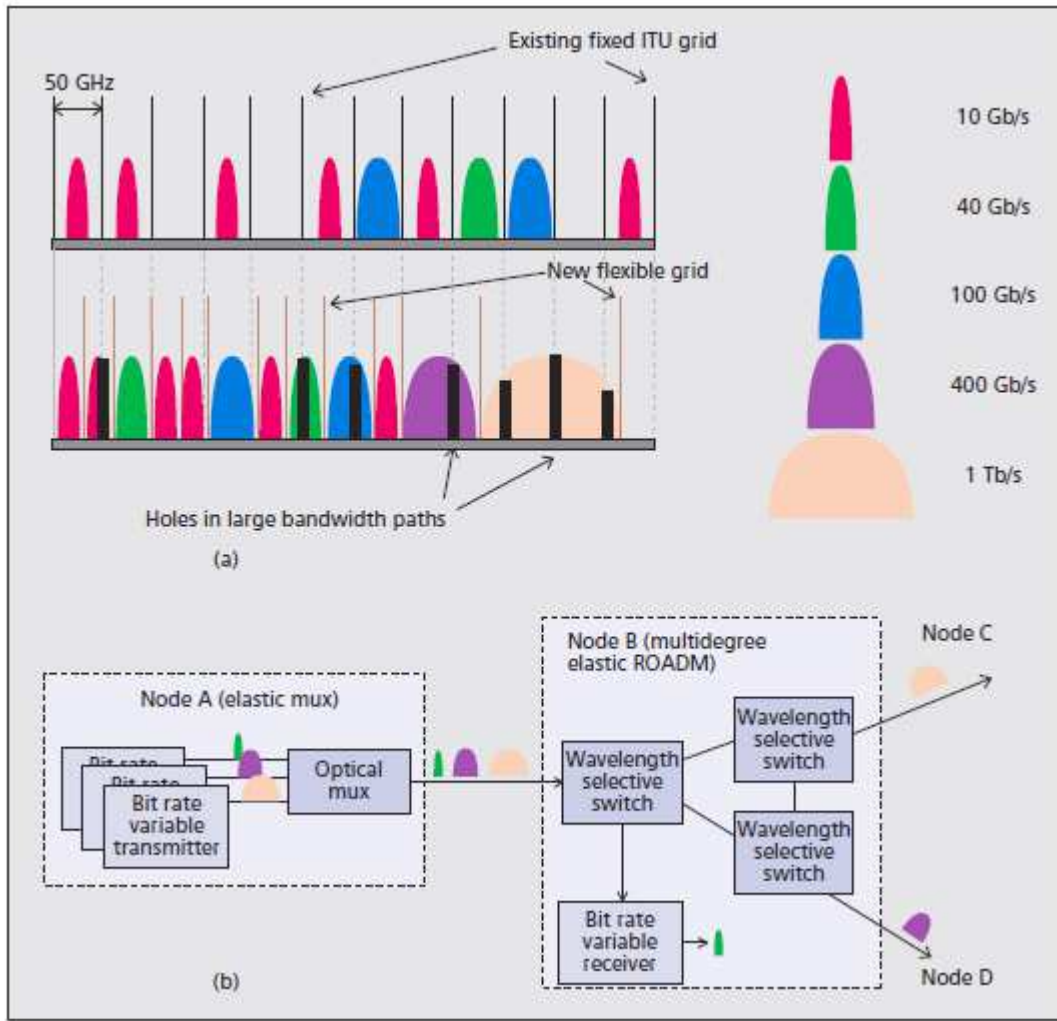 Existing fixed ITU grid
50 GHz
10 Gb/s
40 Gb/s
New flexible grid
100 Gb/s
400 Gb/s
1 Tb/s
Holes in large bandwidth paths
(a)
Node A (elastic mux)
Bit rate
Bit rate
Bit rate
variable
transmitter
Optical
mux
Node B (multidegree
elastic ROADM)
Wavelength
selective
switch
Wavelength
selective
switch
Wavelength
selective
switch
Bit rate
variable
receiver
Node C
Node D
(b)